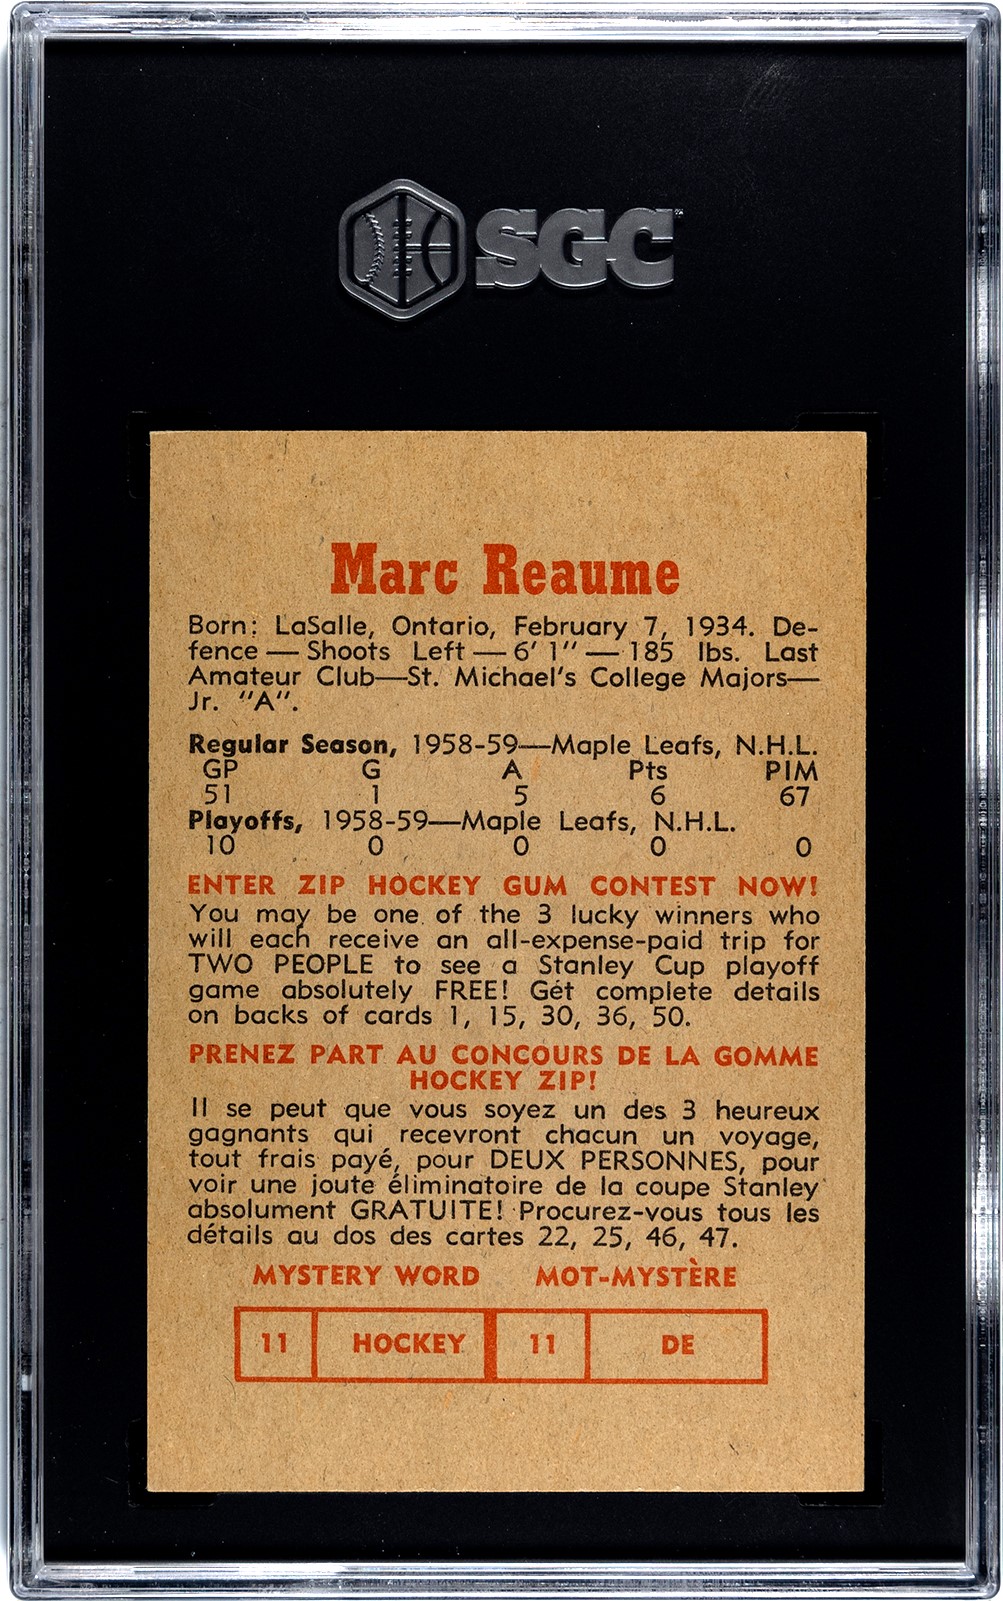 SGC
Marc Reaume
Born: LaSalle, Ontario, February 7, 1934. De-
fence — Shoots Left — 6' 1" — 185 lbs. Last
Amateur Club—St. Michael's College Majors—
Jr. "A".
Regular Season, 1958-59—Maple Leafs, N.H.L.
GP G A Pts PIM
51 1 5 6 67
Playoffs, 1958-59—Maple Leafs, N.H.L.
10 0 0 0 0
ENTER ZIP HOCKEY GUM CONTEST NOW!
You may be one of the 3 lucky winners who
will each receive an all-expense-paid trip for
TWO PEOPLE to see a Stanley Cup playoff
game absolutely FREE! Get complete details
on backs of cards 1, 15, 30, 36, 50.
PRENEZ PART AU CONCOURS DE LA GOMME
HOCKEY ZIP!
Il se peut que vous soyez un des 3 heureux
gagnants qui recevront chacun un voyage,
tout frais payé, pour DEUX PERSONNES, pour
voir une joute éliminatoire de la coupe Stanley
absolument GRATUITE! Procurez-vous tous les
détails au dos des cartes 22, 25, 46, 47.
MYSTERY WORD MOT-MYSTÈRE
11 HOCKEY 11 DE